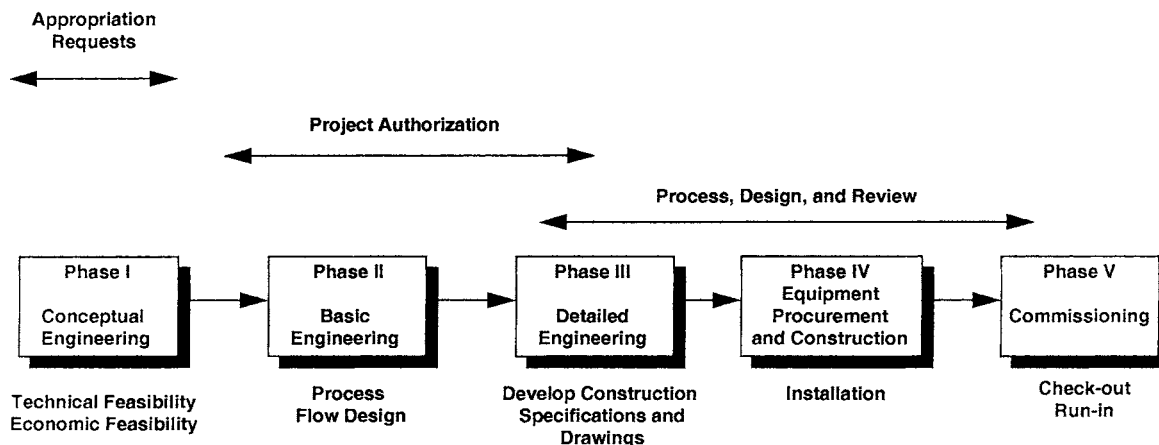 Appropriation
Requests
Project Authorization
Process, Design, and Review
Phase I
Conceptual
Engineering
Phase II
Basic
Engineering
Phase III
Detailed
Engineering
Phase IV
Equipment
Procurement
and Construction
Phase V
Commissioning
Technical Feasibility
Economic Feasibility
Process
Flow Design
Develop Construction
Specifications and
Drawings
Installation
Check-out
Run-in